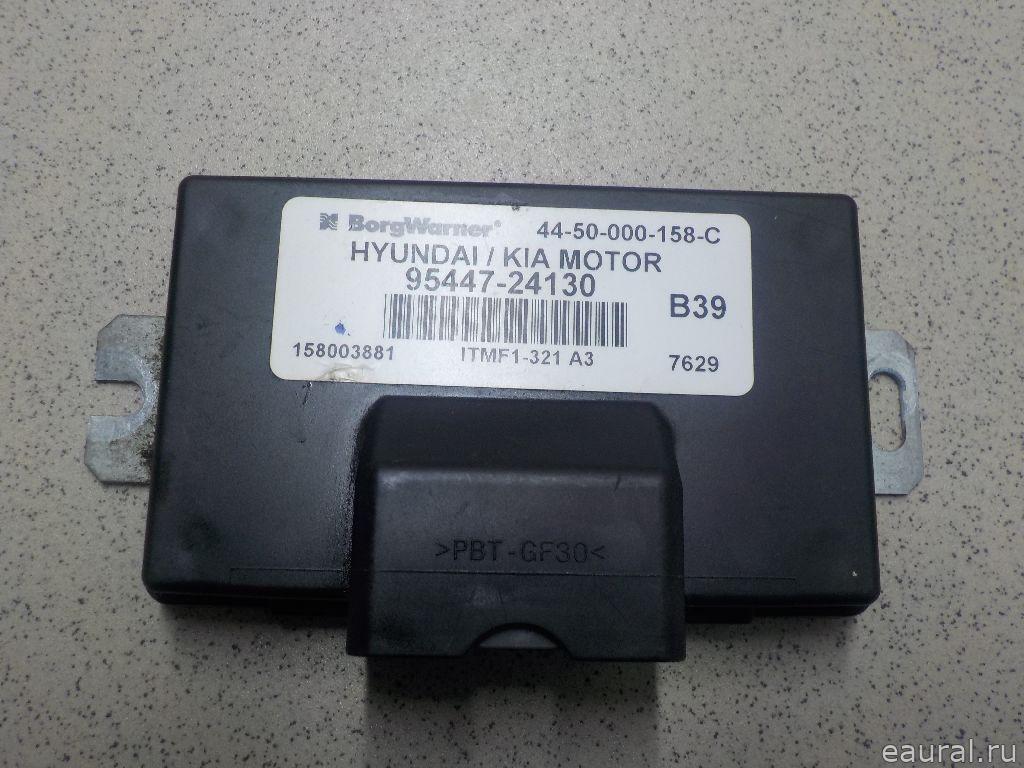 BorgWarner® 44-50-000-158-C
HYUNDAI / KIA MOTOR
95447-24130
B39
158003881 ITMF1-321 A3 7629
>PBT-GF30<
eaural.ru